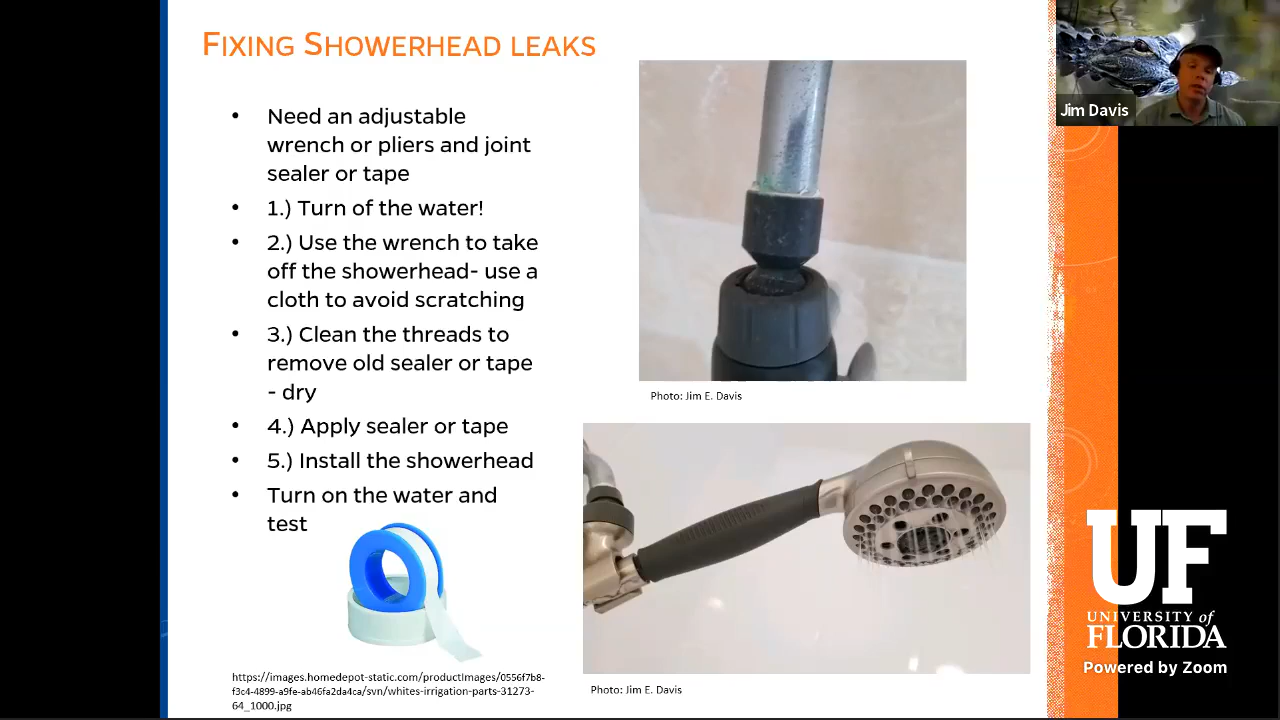 FIXING SHOWERHEAD LEAKS
• Need an adjustable
wrench or pliers and joint
sealer or tape
• 1.) Turn of the water!
• 2.) Use the wrench to take
off the showerhead- use a
cloth to avoid scratching
• 3.) Clean the threads to
remove old sealer or tape
- dry
• 4.) Apply sealer or tape
• 5.) Install the showerhead
• Turn on the water and
test
https://images.homedepot-static.com/productImages/0556f7b8-
f3c4-4899-a9fe-ab46fa2da4ca/svn/whites-irrigation-parts-31273-
64_1000.jpg
Photo: Jim E. Davis
Photo: Jim E. Davis
Jim Davis
UF
UNIVERSITY of
FLORIDA
Powered by Zoom